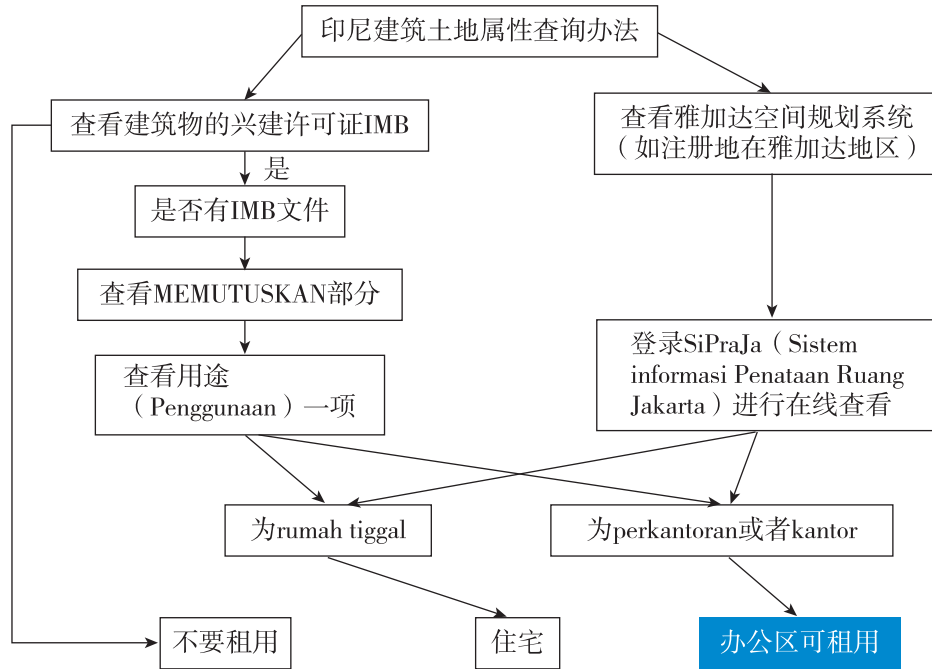 印尼建筑土地属性查询办法
查看建筑物的兴建许可证IMB
查看雅加达空间规划系统
（如注册地在雅加达地区）
是
是否有IMB文件
查看MEMUTUSKAN部分
查看用途
（Penggunaan）一项
登录SiPraJa（Sistem
informasi Penataan Ruang
Jakarta）进行在线查看
为rumah tiggal
为perkantoran或者kantor
不要租用
住宅
办公区可租用